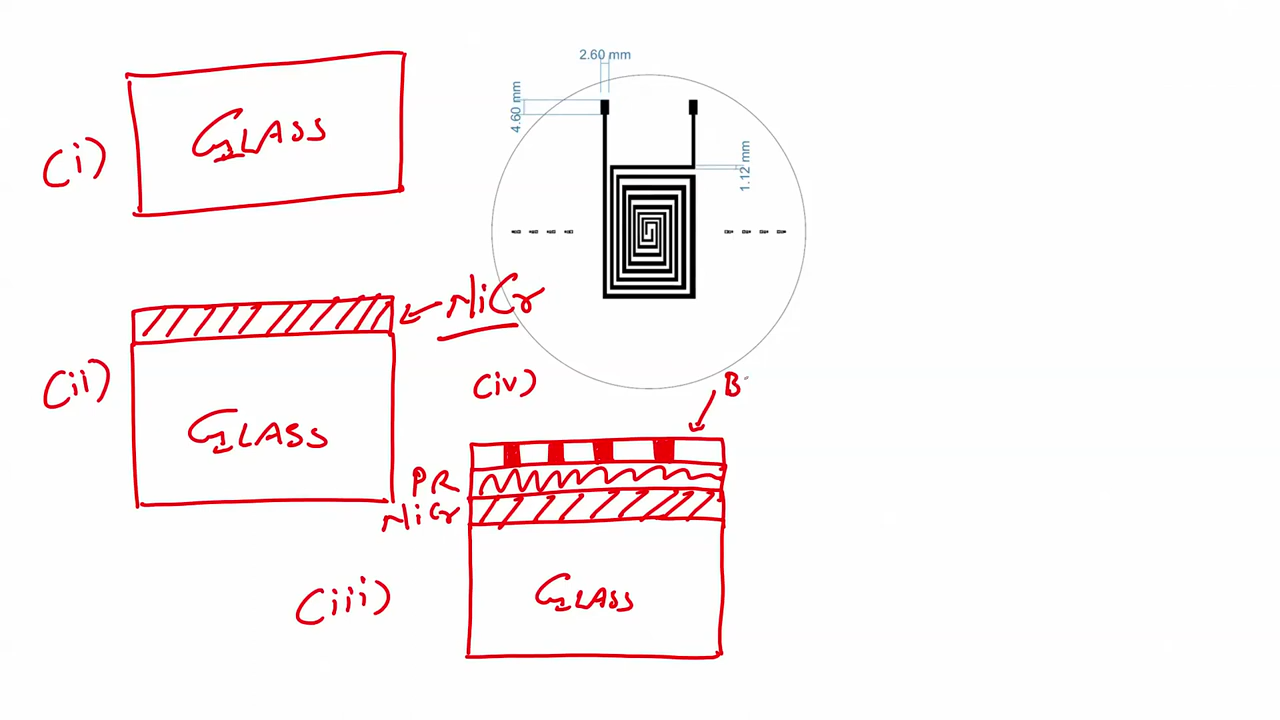 2.60 mm
4.60 mm
1.12 mm
(i)
GLASS
NiCr
(ii)
GLASS
(iv)
B
PR
NiCr
(iii)
GLASS